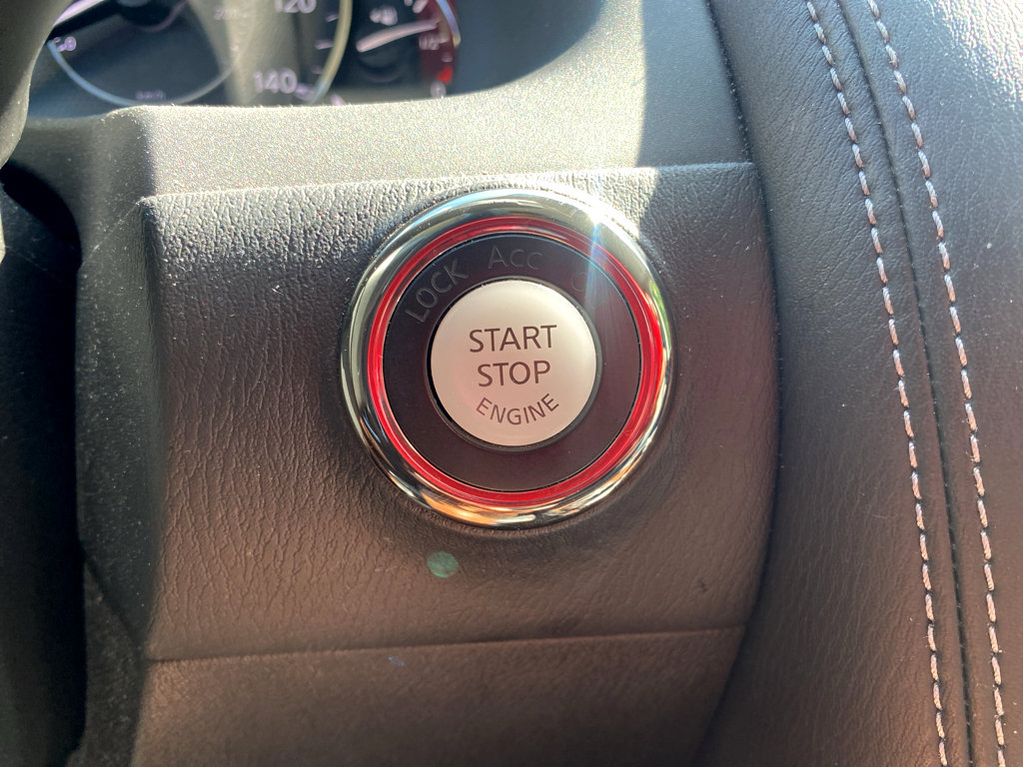 120
140
LOCK ACC
START
STOP
ENGINE